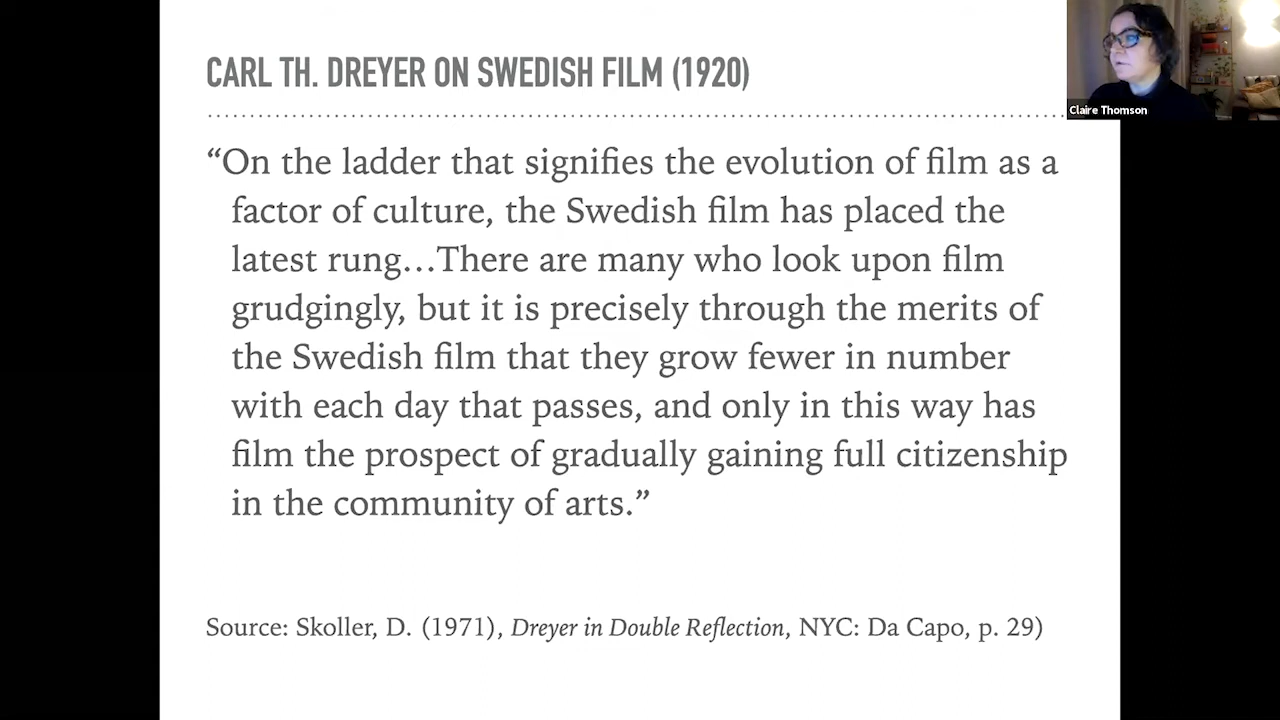 CARL TH. DREYER ON SWEDISH FILM (1920)
“On the ladder that signifies the evolution of film as a
factor of culture, the Swedish film has placed the
latest rung…There are many who look upon film
grudgingly, but it is precisely through the merits of
the Swedish film that they grow fewer in number
with each day that passes, and only in this way has
film the prospect of gradually gaining full citizenship
in the community of arts.”
Source: Skoller, D. (1971), Dreyer in Double Reflection, NYC: Da Capo, p. 29)
Claire Thomson